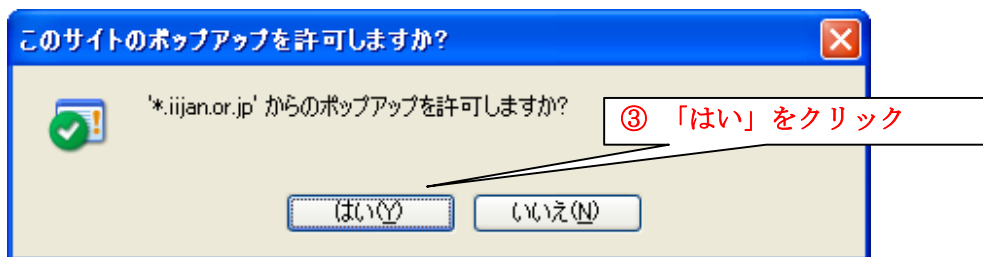 このサイトのポップアップを許可しますか?
'*.iijan.or.jp' からのポップアップを許可しますか?
③ 「はい」をクリック
はい(Y)
いいえ(N)